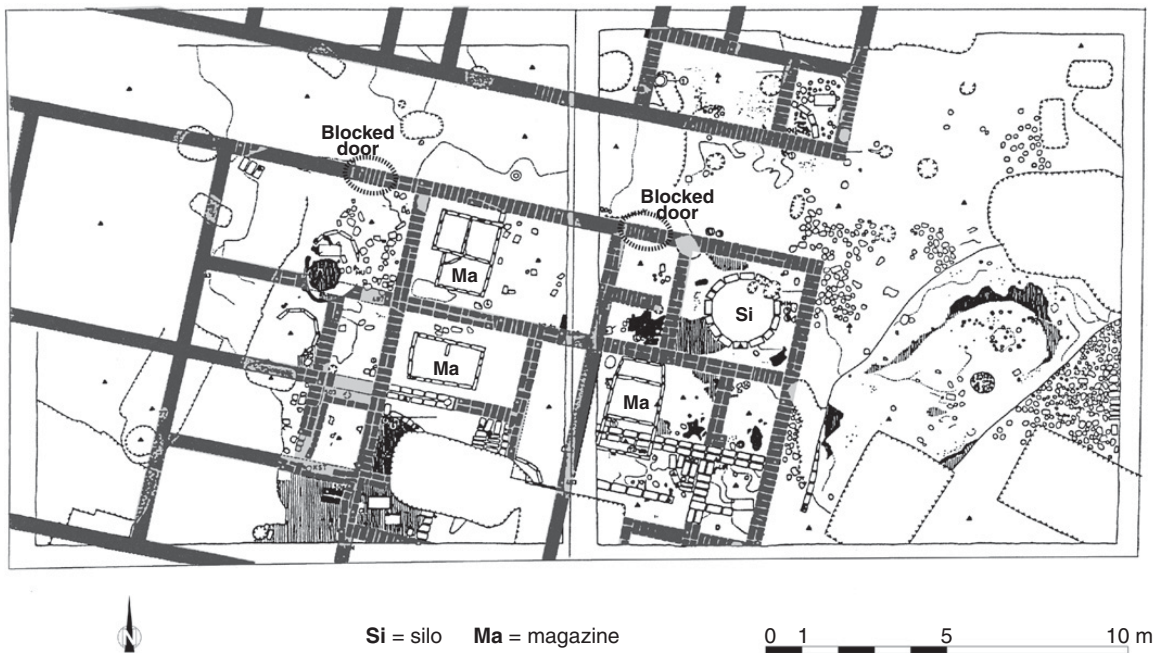 Blocked
door
Blocked
door
Ma
Si
Ma
Ma
N
Si = silo Ma = magazine
0 1 5 10 m